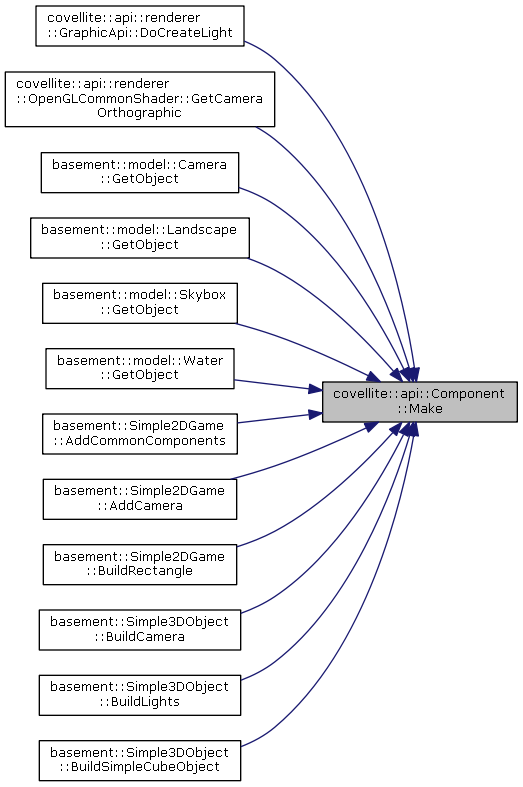 covellite::api::renderer
::GraphicApi::DoCreateLight
covellite::api::renderer
::OpenGLCommonShader::GetCamera
Orthographic
basement::model::Camera
::GetObject
basement::model::Landscape
::GetObject
basement::model::Skybox
::GetObject
basement::model::Water
::GetObject
covellite::api::Component
::Make
basement::Simple2DGame
::AddCommonComponents
basement::Simple2DGame
::AddCamera
basement::Simple2DGame
::BuildRectangle
basement::Simple3DObject
::BuildCamera
basement::Simple3DObject
::BuildLights
basement::Simple3DObject
::BuildSimpleCubeObject